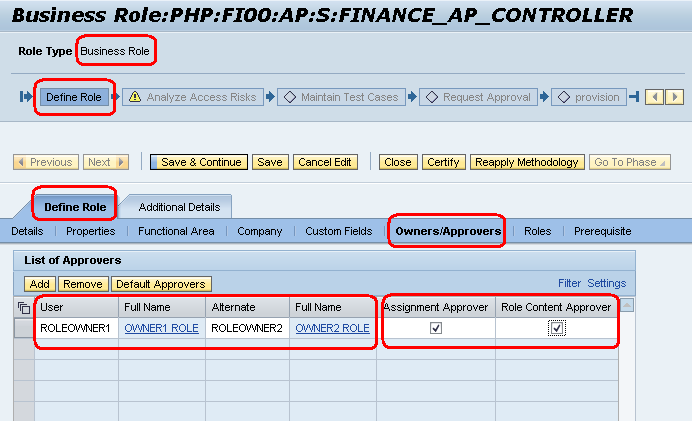 Business Role:PHP:FI00:AP:S:FINANCE_AP_CONTROLLER
Role Type Business Role
Define Role Analyze Access Risks Maintain Test Cases Request Approval provision
Previous Next Save & Continue Save Cancel Edit Close Certify Reapply Methodology Go To Phase
Define Role Additional Details
Details Properties Functional Area Company Custom Fields Owners/Approvers Roles Prerequisite
List of Approvers
Add Remove Default Approvers Filter Settings
User Full Name Alternate Full Name Assignment Approver Role Content Approver
ROLEOWNER1 OWNER1 ROLE ROLEOWNER2 OWNER2 ROLE